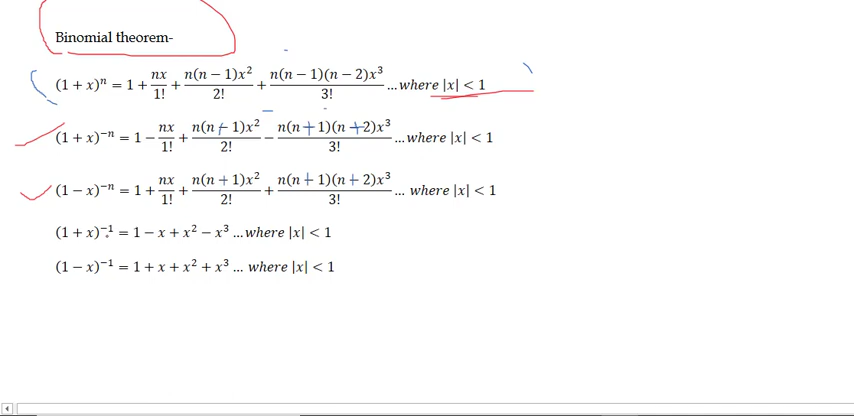 Binomial theorem-
(1 + x)ⁿ = 1 + nx/1! + n(n − 1)x²/2! + n(n − 1)(n − 2)x³/3! ... where |x| < 1
(1 + x)⁻ⁿ = 1 − nx/1! + n(n + 1)x²/2! − n(n + 1)(n + 2)x³/3! ... where |x| < 1
(1 − x)⁻ⁿ = 1 + nx/1! + n(n + 1)x²/2! + n(n + 1)(n + 2)x³/3! ... where |x| < 1
(1 + x)⁻¹ = 1 − x + x² − x³ ... where |x| < 1
(1 − x)⁻¹ = 1 + x + x² + x³ ... where |x| < 1